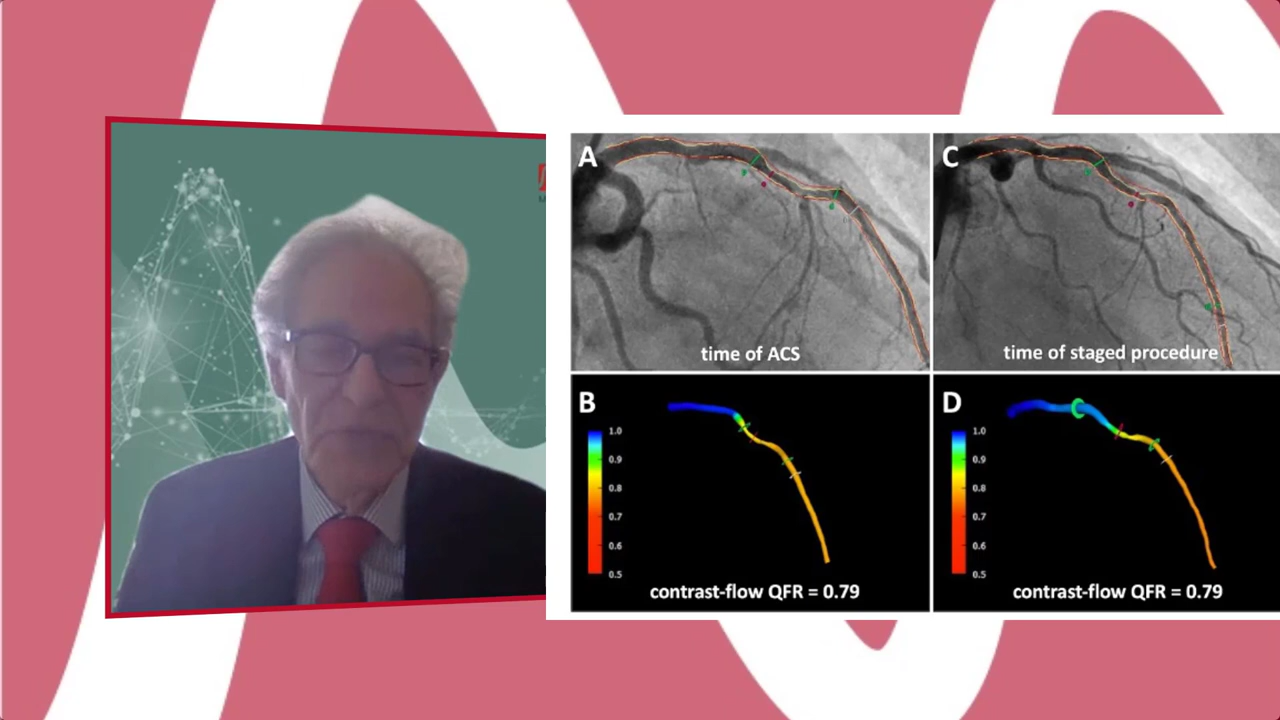 A
time of ACS
C
time of staged procedure
B
1.0
0.9
0.8
0.7
0.6
0.5
contrast-flow QFR = 0.79
D
1.0
0.9
0.8
0.7
0.6
0.5
contrast-flow QFR = 0.79